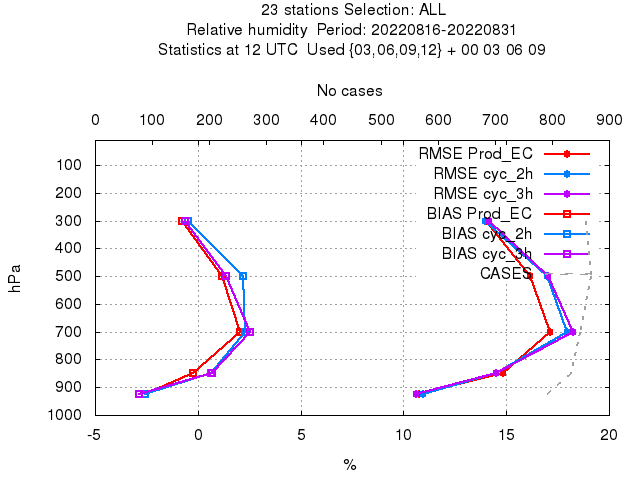 23 stations Selection: ALL
Relative humidity  Period: 20220816-20220831
Statistics at 12 UTC  Used {03,06,09,12} + 00 03 06 09
No cases
0 100 200 300 400 500 600 700 800 900
RMSE Prod_EC
RMSE cyc_2h
RMSE cyc_3h
BIAS Prod_EC
BIAS cyc_2h
BIAS cyc_3h
CASES
100
200
300
400
500
600
700
800
900
1000
hPa
-5 0 5 10 15 20
%